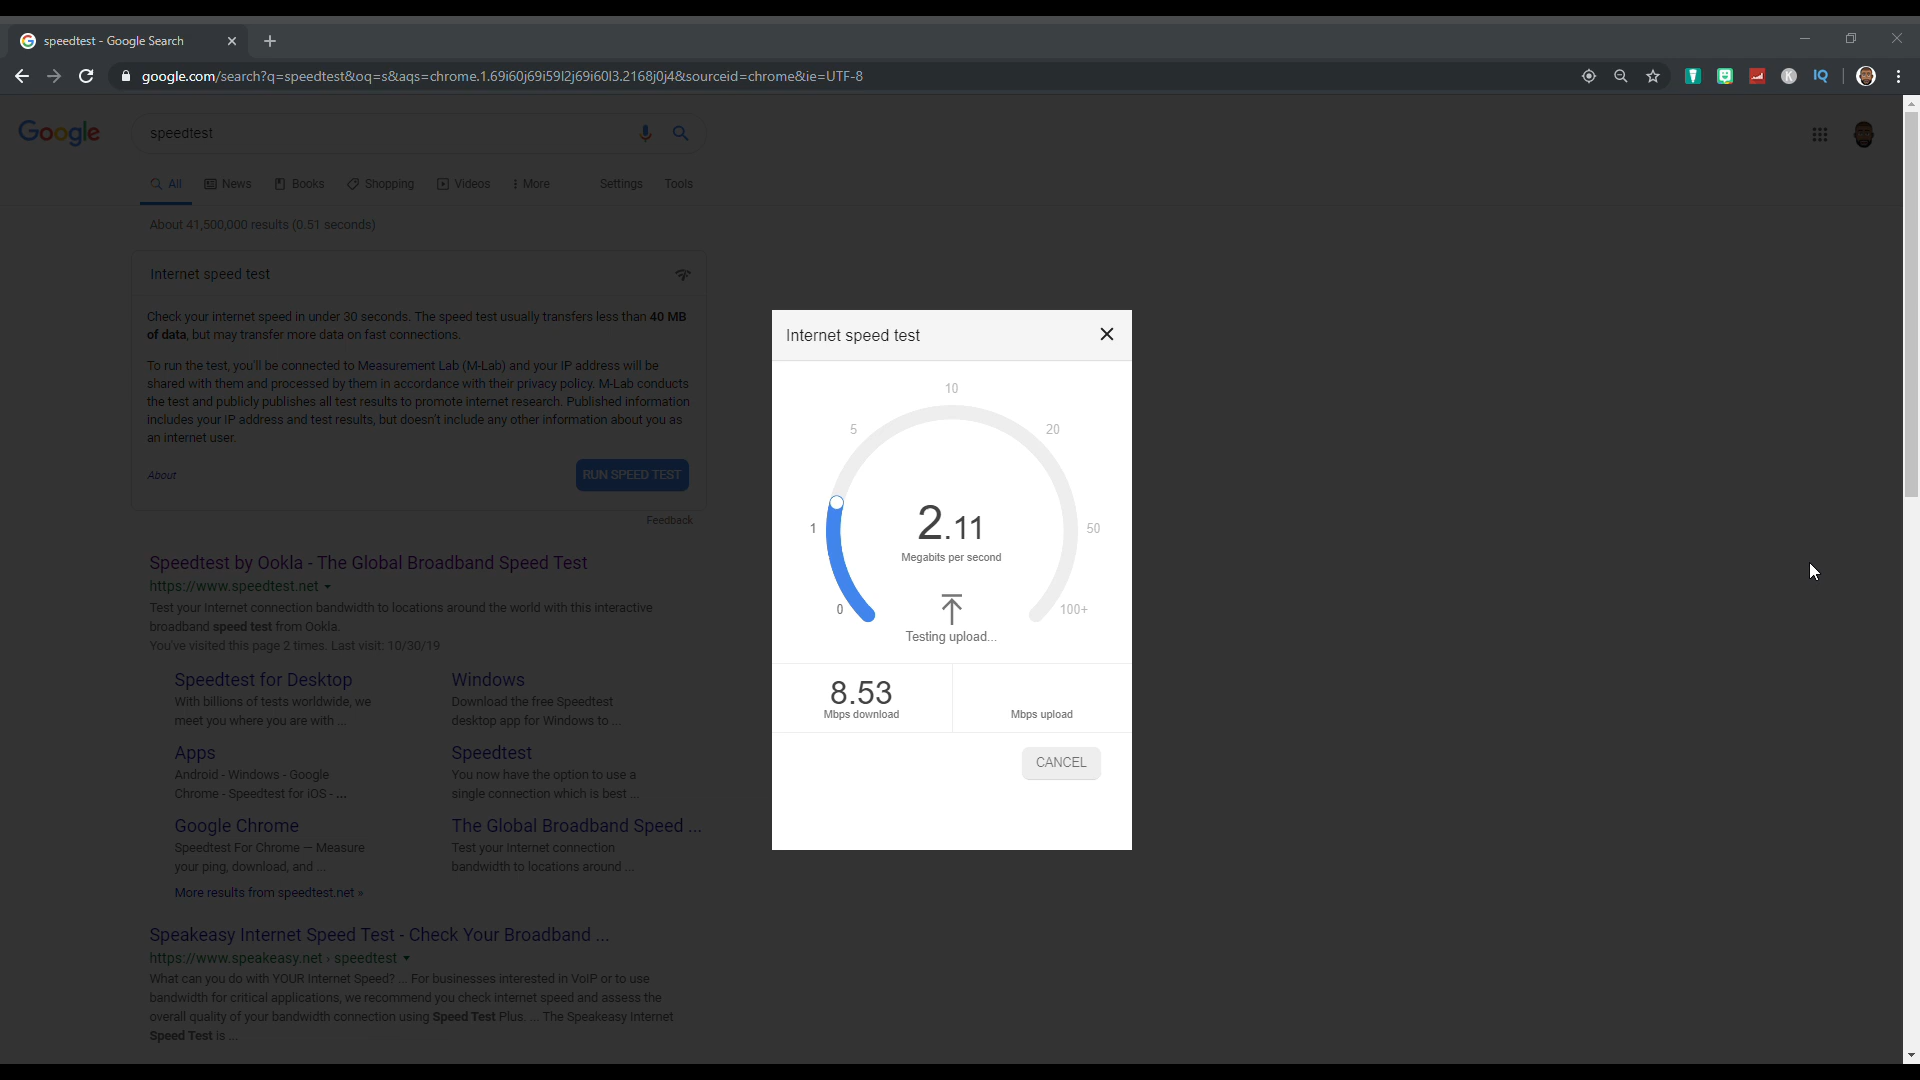 speedtest - Google Search
google.com/search?q=speedtest&oq=s&aqs=chrome.1.69i60j69i59l2j69i60l3.2168j0j4&sourceid=chrome&ie=UTF-8
K
IQ
Google
speedtest
All News Books Shopping Videos More Settings Tools
About 41,500,000 results (0.51 seconds)
Internet speed test
Check your internet speed in under 30 seconds. The speed test usually transfers less than 40 MB
of data, but may transfer more data on fast connections.
To run the test, you'll be connected to Measurement Lab (M-Lab) and your IP address will be
shared with them and processed by them in accordance with their privacy policy. M-Lab conducts
the test and publicly publishes all test results to promote internet research. Published information
includes your IP address and test results, but doesn't include any other information about you as
an internet user.
About
RUN SPEED TEST
Feedback
Speedtest by Ookla - The Global Broadband Speed Test
https://www.speedtest.net
Test your Internet connection bandwidth to locations around the world with this interactive
broadband speed test from Ookla.
You've visited this page 2 times. Last visit: 10/30/19
Speedtest for Desktop
With billions of tests worldwide, we
meet you where you are with ...
Windows
Download the free Speedtest
desktop app for Windows to ...
Apps
Android - Windows - Google
Chrome - Speedtest for iOS - ...
Speedtest
You now have the option to use a
single connection which is best ...
Google Chrome
Speedtest For Chrome — Measure
your ping, download, and ...
The Global Broadband Speed ...
Test your Internet connection
bandwidth to locations around ...
More results from speedtest.net »
Speakeasy Internet Speed Test - Check Your Broadband ...
https://www.speakeasy.net › speedtest
What can you do with YOUR Internet Speed? ... For businesses interested in VoIP or to use
bandwidth for critical applications, we recommend you check internet speed and assess the
overall quality of your bandwidth connection using Speed Test Plus. ... The Speakeasy Internet
Speed Test is ...
Internet speed test
10
5
20
1
50
0
100+
2.11
Megabits per second
Testing upload...
8.53
Mbps download
Mbps upload
CANCEL